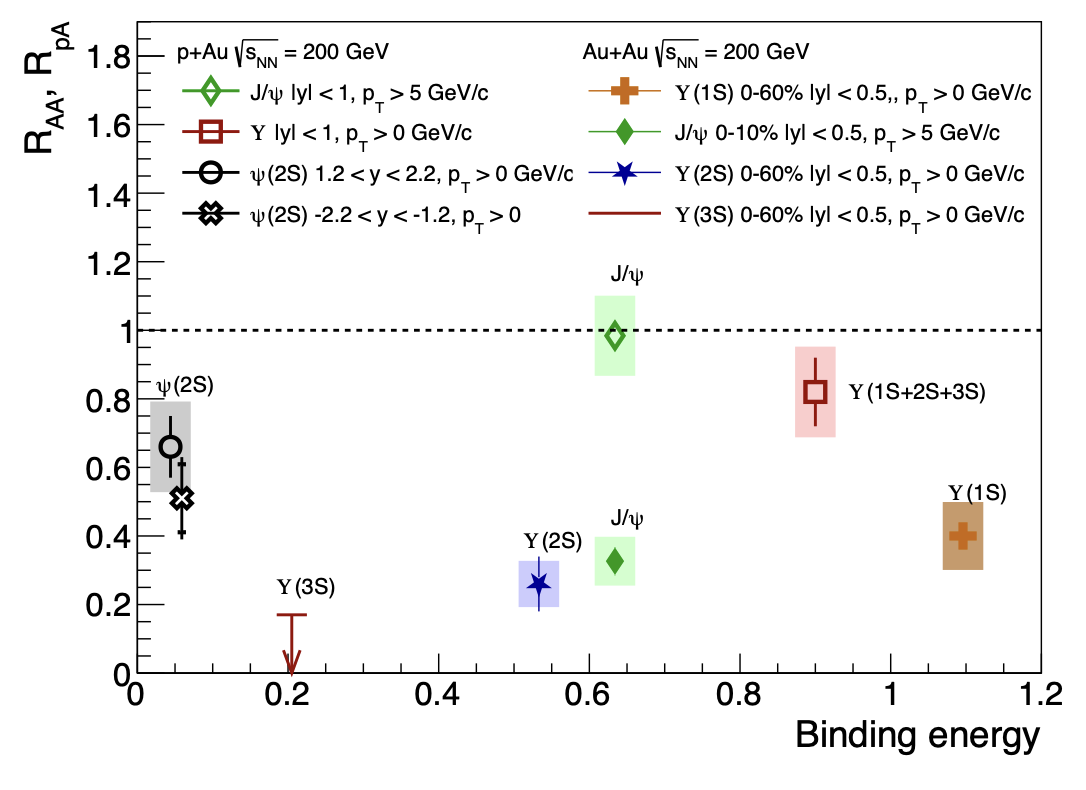 R_AA, R_pA
1.8
1.6
1.4
1.2
1
0.8
0.6
0.4
0.2
0
p+Au √s_NN = 200 GeV
J/ψ |y| < 1, p_T > 5 GeV/c
Υ |y| < 1, p_T > 0 GeV/c
ψ(2S) 1.2 < y < 2.2, p_T > 0 GeV/c
ψ(2S) -2.2 < y < -1.2, p_T > 0
Au+Au √s_NN = 200 GeV
Υ(1S) 0-60% |y| < 0.5,, p_T > 0 GeV/c
J/ψ 0-10% |y| < 0.5, p_T > 5 GeV/c
Υ(2S) 0-60% |y| < 0.5, p_T > 0 GeV/c
Υ(3S) 0-60% |y| < 0.5, p_T > 0 GeV/c
J/ψ
ψ(2S)
Υ(1S+2S+3S)
Υ(1S)
J/ψ
Υ(2S)
Υ(3S)
0 0.2 0.4 0.6 0.8 1 1.2
Binding energy